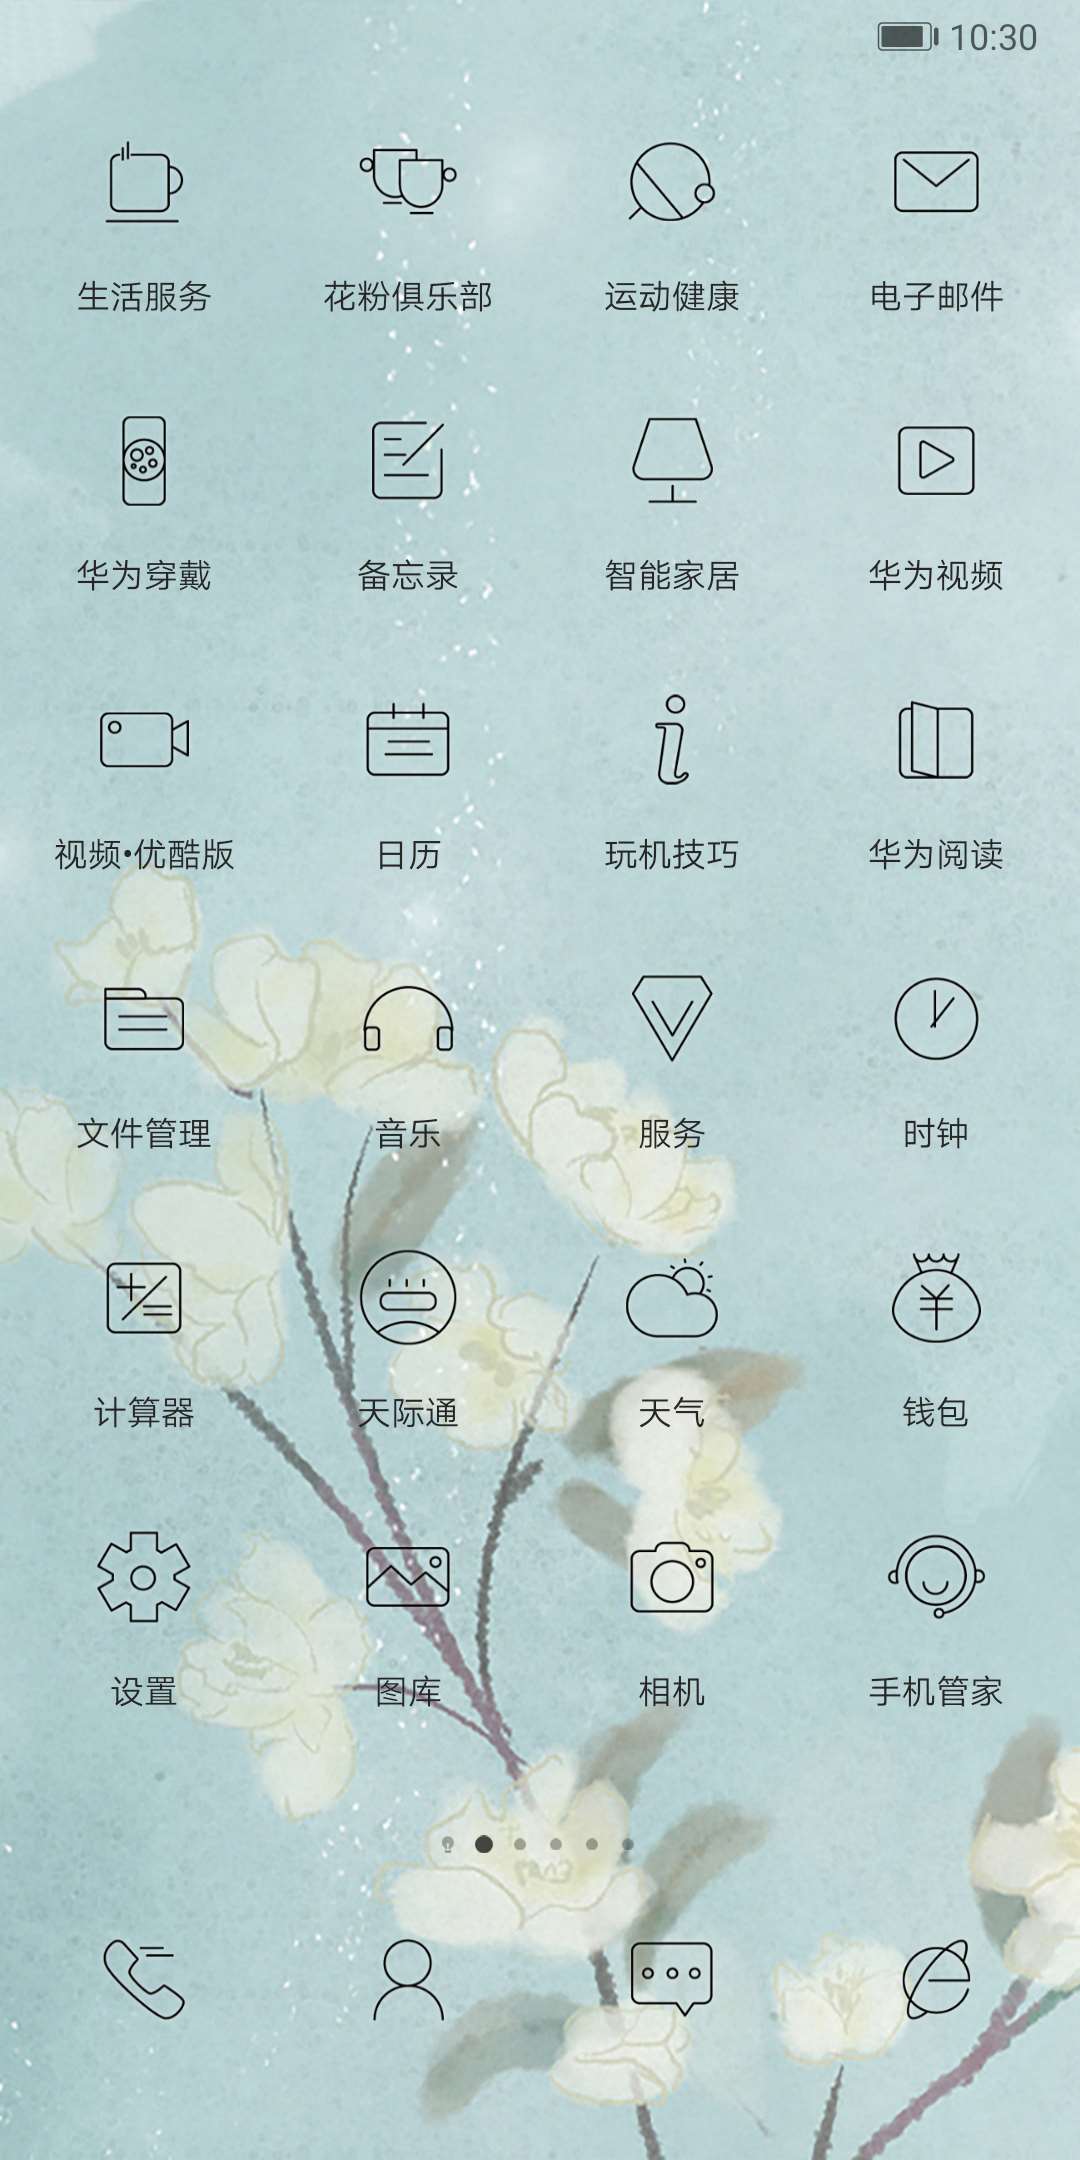 10:30
生活服务 花粉俱乐部 运动健康 电子邮件
华为穿戴 备忘录 智能家居 华为视频
视频•优酷版 日历 玩机技巧 华为阅读
文件管理 音乐 服务 时钟
计算器 天际通 天气 钱包
设置 图库 相机 手机管家